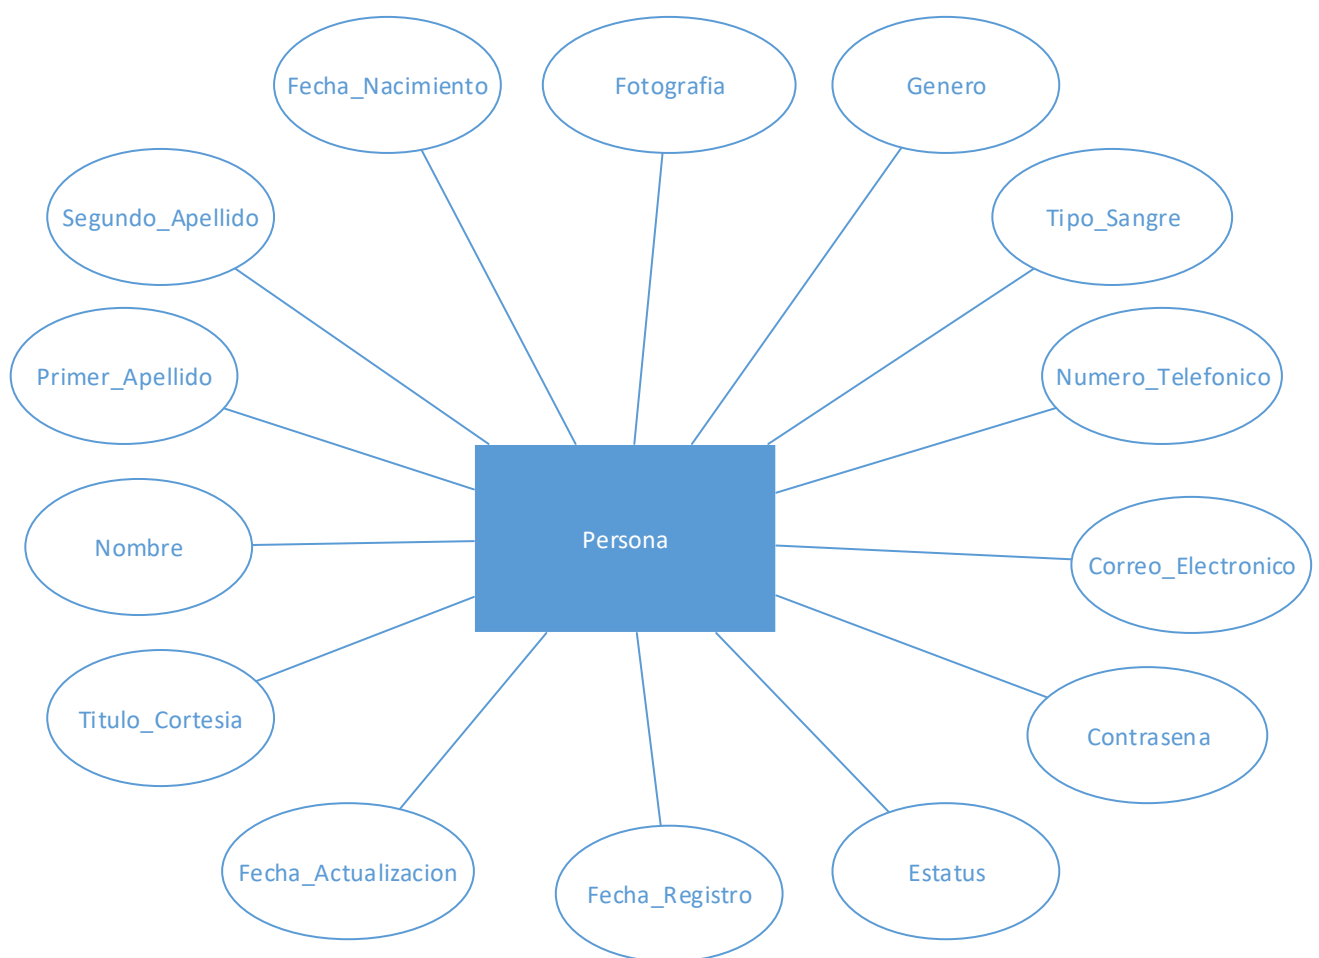 Fecha_Nacimiento
Fotografia
Genero
Segundo_Apellido
Tipo_Sangre
Primer_Apellido
Numero_Telefonico
Persona
Nombre
Correo_Electronico
Titulo_Cortesia
Contrasena
Fecha_Actualizacion
Fecha_Registro
Estatus